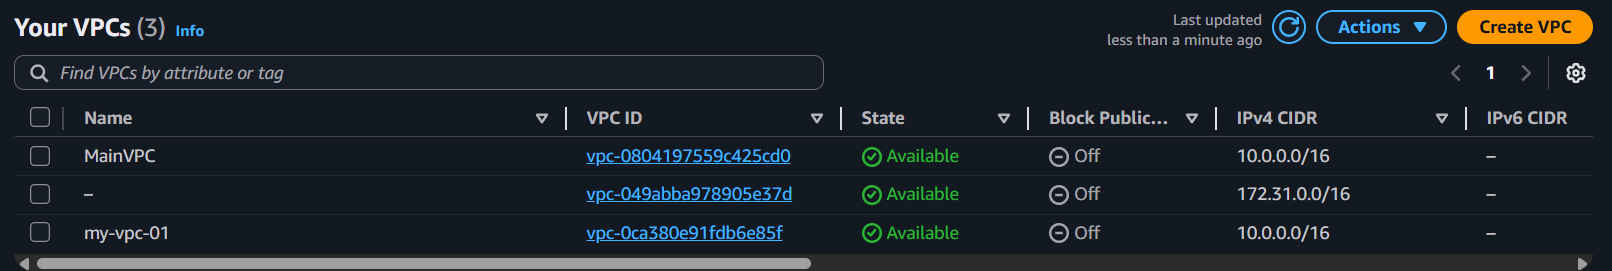 Your VPCs (3) Info
Last updated
less than a minute ago
Actions
Create VPC
Find VPCs by attribute or tag
1
Name VPC ID State Block Public... IPv4 CIDR IPv6 CIDR
MainVPC vpc-0804197559c425cd0 Available Off 10.0.0.0/16 –
– vpc-049abba978905e37d Available Off 172.31.0.0/16 –
my-vpc-01 vpc-0ca380e91fdb6e85f Available Off 10.0.0.0/16 –